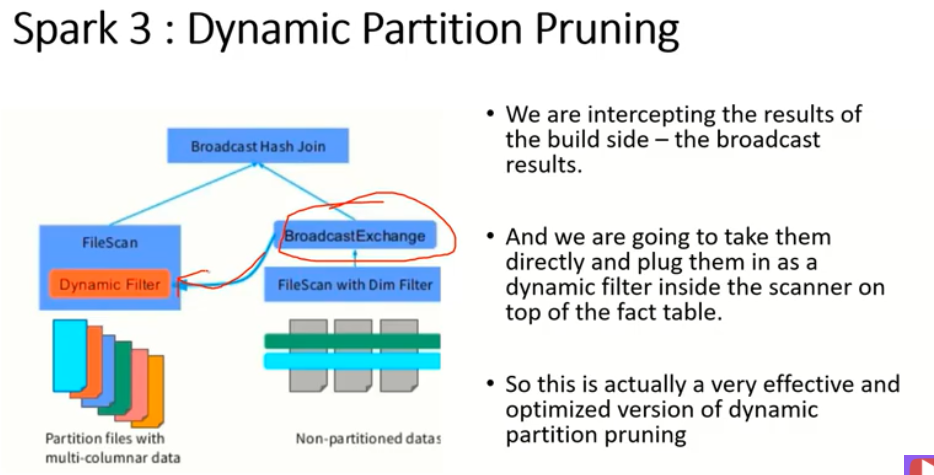 Spark 3 : Dynamic Partition Pruning
Broadcast Hash Join
FileScan
Dynamic Filter
BroadcastExchange
FileScan with Dim Filter
Partition files with
multi-columnar data
Non-partitioned datas
• We are intercepting the results of
the build side – the broadcast
results.
• And we are going to take them
directly and plug them in as a
dynamic filter inside the scanner on
top of the fact table.
• So this is actually a very effective and
optimized version of dynamic
partition pruning